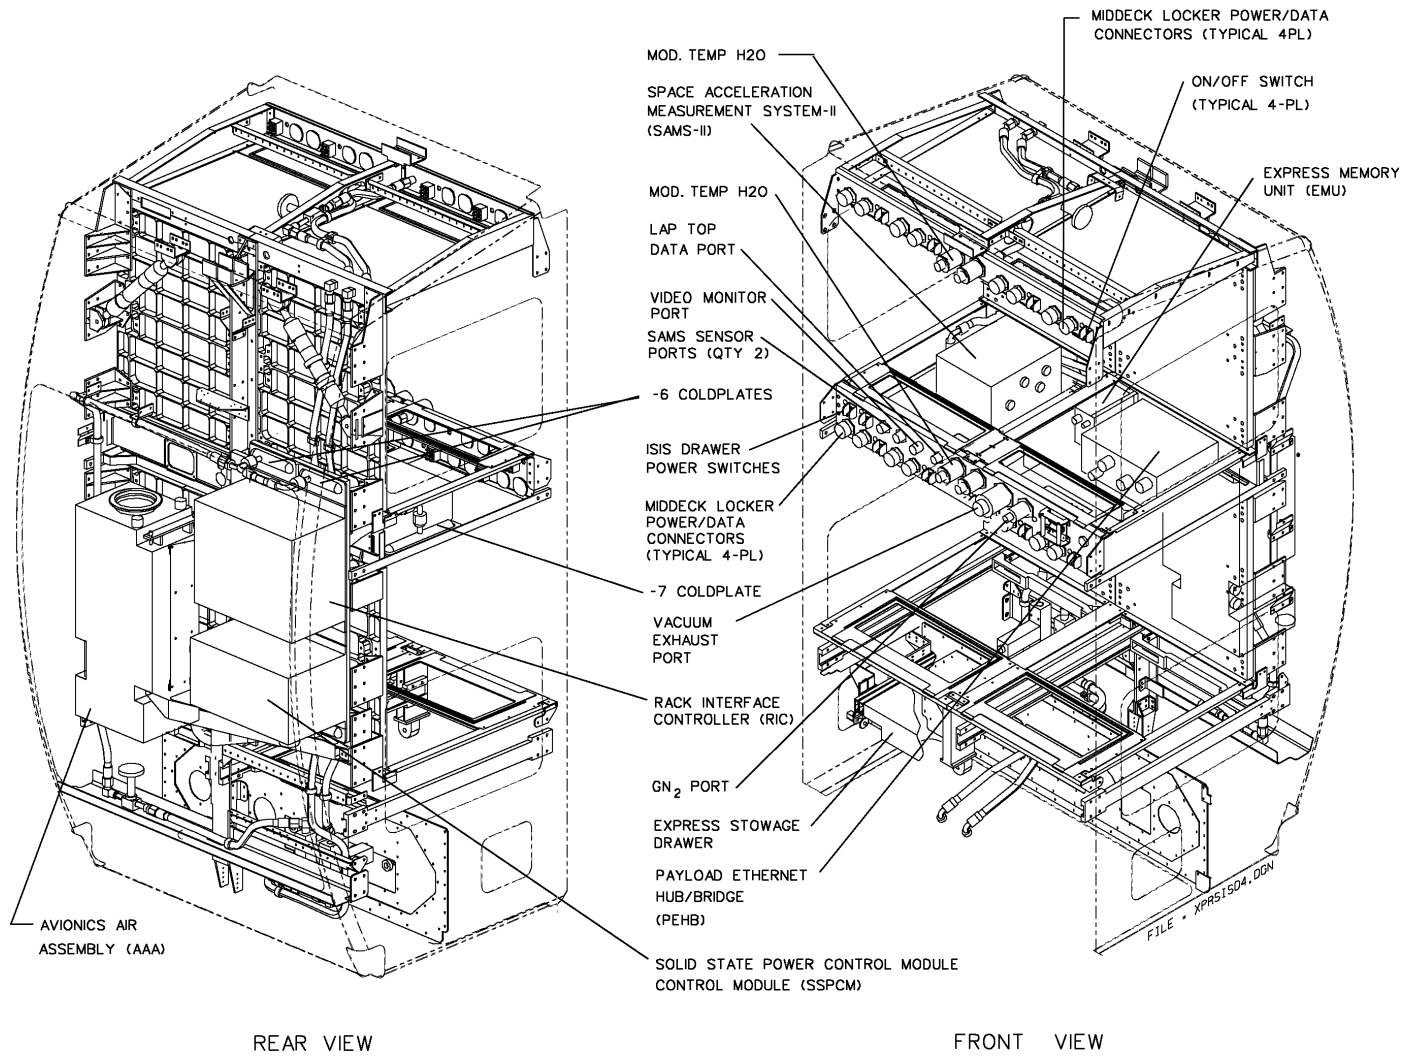 MIDDECK LOCKER POWER/DATA
CONNECTORS (TYPICAL 4PL)
MOD. TEMP H2O
ON/OFF SWITCH
(TYPICAL 4-PL)
SPACE ACCELERATION
MEASUREMENT SYSTEM-II
(SAMS-II)
EXPRESS MEMORY
UNIT (EMU)
MOD. TEMP H2O
LAP TOP
DATA PORT
VIDEO MONITOR
PORT
SAMS SENSOR
PORTS (QTY 2)
-6 COLDPLATES
ISIS DRAWER
POWER SWITCHES
MIDDECK LOCKER
POWER/DATA
CONNECTORS
(TYPICAL 4-PL)
-7 COLDPLATE
VACUUM
EXHAUST
PORT
RACK INTERFACE
CONTROLLER (RIC)
GN2 PORT
EXPRESS STOWAGE
DRAWER
PAYLOAD ETHERNET
HUB/BRIDGE
(PEHB)
AVIONICS AIR
ASSEMBLY (AAA)
SOLID STATE POWER CONTROL MODULE
CONTROL MODULE (SSPCM)
FILE - XPRSISD4.DGN
REAR VIEW
FRONT VIEW